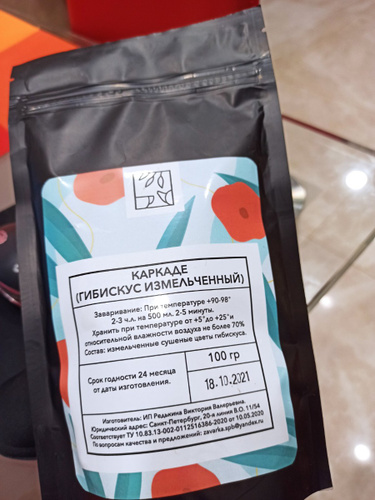 КАРКАДЕ
(ГИБИСКУС ИЗМЕЛЬЧЕННЫЙ)
Заваривание: При температуре +90-98°
2-3 ч.л. на 500 мл. 2-5 минуты.
Хранить при температуре от +5°до +25°и
относительной влажности воздуха не более 70%
Состав: измельченные сушеные цветы гибискуса.
Срок годности 24 месяца
от даты изготовления.
100 гр
18.10.2021
Изготовитель: ИП Редькина Виктория Валерьевна.
Юридический адрес: Санкт-Петербург, 20-я линия В.О. 11/54
Соответствует ТУ 10.83.13-002-0112516386-2020 от 10.05.2020
По вопросам качества и предложений: zavarka.spb@yandex.ru